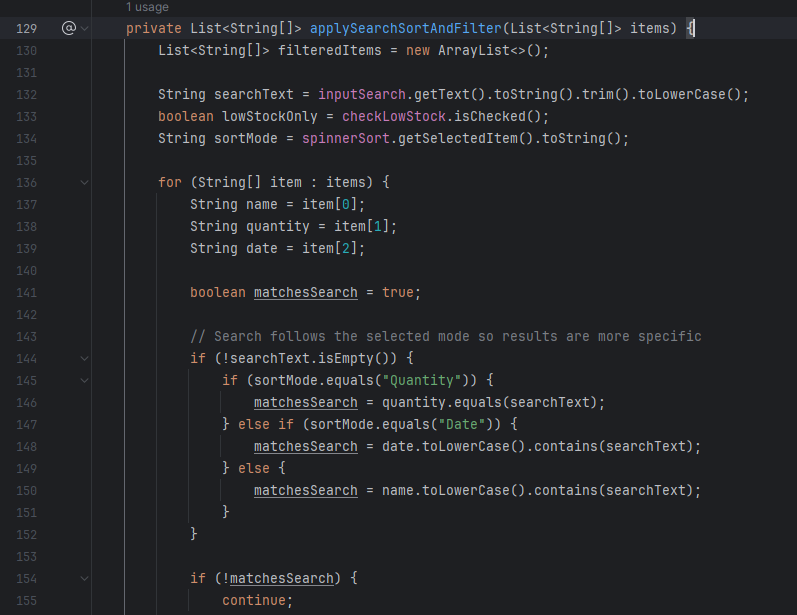 1 usage
129 @ private List<String[]> applySearchSortAndFilter(List<String[]> items) {
130 List<String[]> filteredItems = new ArrayList<>();
131
132 String searchText = inputSearch.getText().toString().trim().toLowerCase();
133 boolean lowStockOnly = checkLowStock.isChecked();
134 String sortMode = spinnerSort.getSelectedItem().toString();
135
136 for (String[] item : items) {
137 String name = item[0];
138 String quantity = item[1];
139 String date = item[2];
140
141 boolean matchesSearch = true;
142
143 // Search follows the selected mode so results are more specific
144 if (!searchText.isEmpty()) {
145 if (sortMode.equals("Quantity")) {
146 matchesSearch = quantity.equals(searchText);
147 } else if (sortMode.equals("Date")) {
148 matchesSearch = date.toLowerCase().contains(searchText);
149 } else {
150 matchesSearch = name.toLowerCase().contains(searchText);
151 }
152 }
153
154 if (!matchesSearch) {
155 continue;